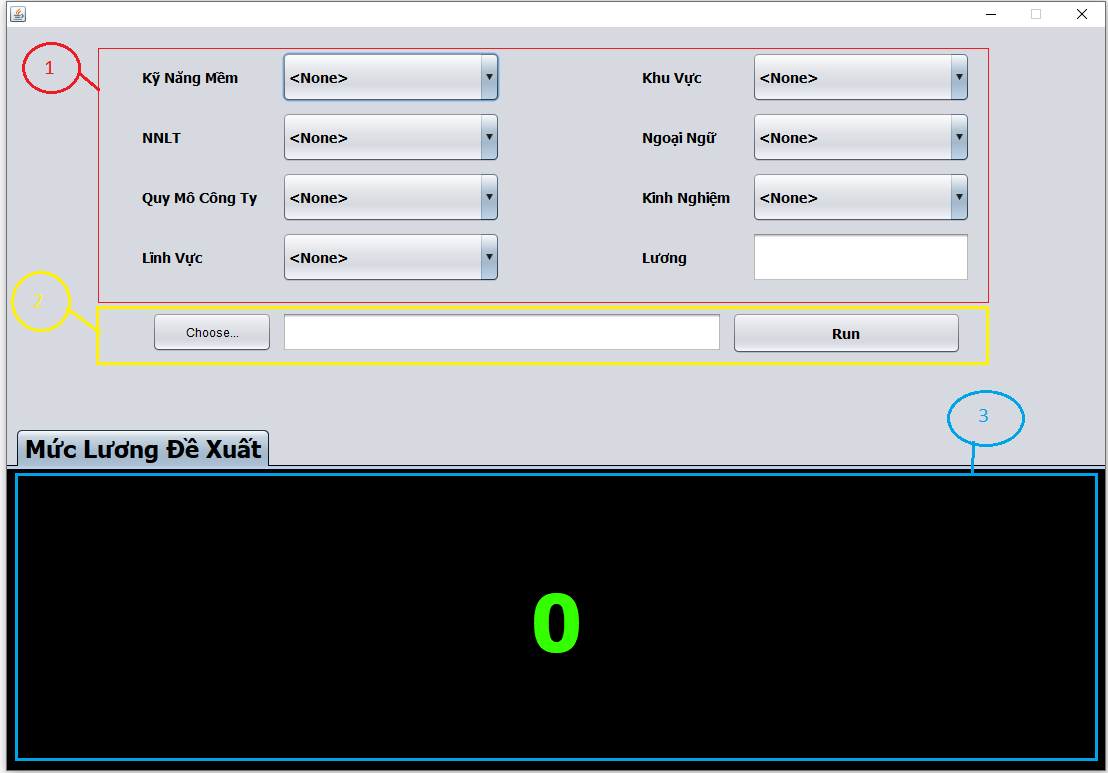 1
Kỹ Năng Mềm <None> Khu Vực <None>
NNLT <None> Ngoại Ngữ <None>
Quy Mô Công Ty <None> Kinh Nghiệm <None>
Lĩnh Vực <None> Lương
2
Choose... Run
3
Mức Lương Đề Xuất
0